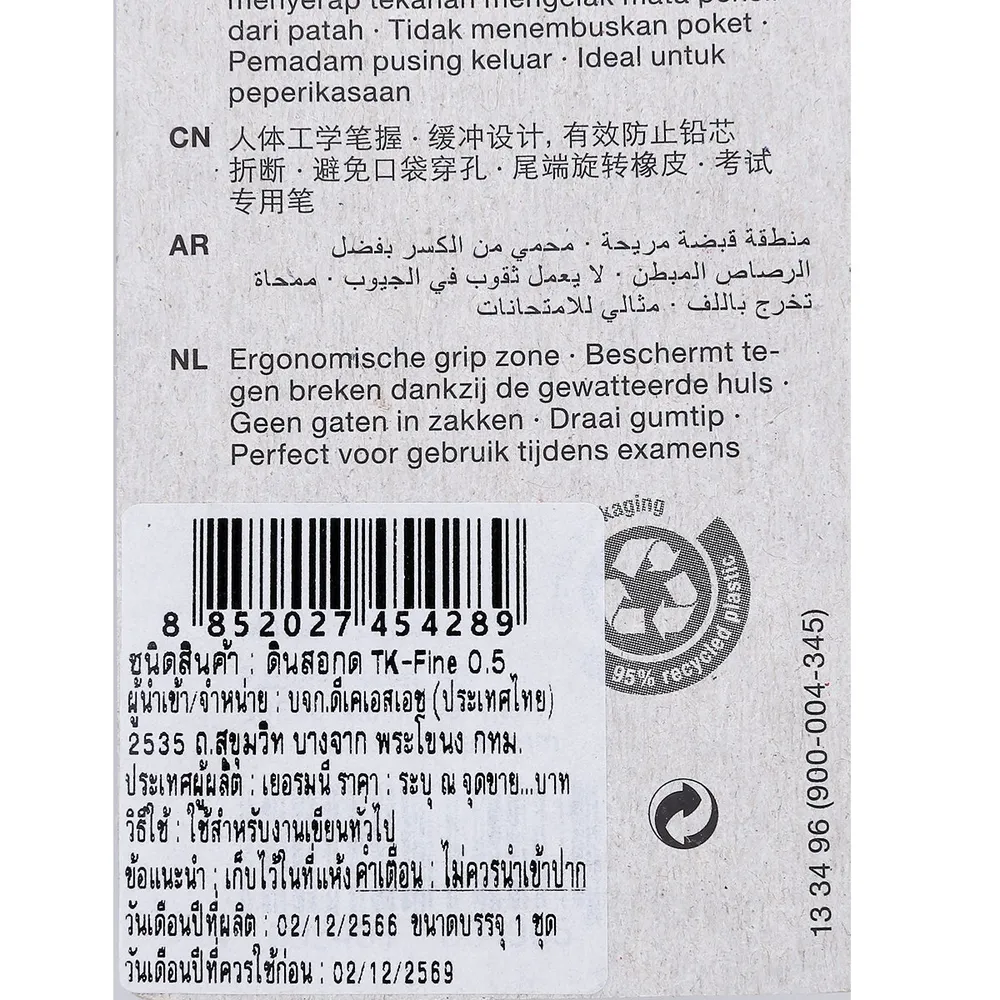 menyerap tekanan mengelak mata
dari patah · Tidak menembuskan poket ·
Pemadam pusing keluar · Ideal untuk
peperikasaan
CN 人体工学笔握 · 缓冲设计, 有效防止铅芯
折断 · 避免口袋穿孔 · 尾端旋转橡皮 · 考试
专用笔
AR منطقة قبضة مريحة · محمي من الكسر بفضل
الرصاص المبطن · لا يعمل ثقوب في الجيوب · ممحاة
تخرج باللف · مثالي للامتحانات
NL Ergonomische grip zone · Beschermt te-
gen breken dankzij de gewatteerde huls ·
Geen gaten in zakken · Draai gumtip ·
Perfect voor gebruik tijdens examens
kaging
95% recycled plastic
13 34 96 (900-004-345)
8 852027 454289
ชนิดสินค้า : ดินสอกด TK-Fine 0.5
ผู้นำเข้า/จำหน่าย : บจก.ดีเคเอสเอช (ประเทศไทย)
2535 ถ.สุขุมวิท บางจาก พระโขนง กทม.
ประเทศผู้ผลิต : เยอรมนี ราคา : ระบุ ณ จุดขาย...บาท
วิธีใช้ : ใช้สำหรับงานเขียนทั่วไป
ข้อแนะนำ : เก็บไว้ในที่แห้ง คำเตือน : ไม่ควรนำเข้าปาก
วันเดือนปีที่ผลิต : 02/12/2566 ขนาดบรรจุ 1 ชุด
วันเดือนปีที่ควรใช้ก่อน : 02/12/2569